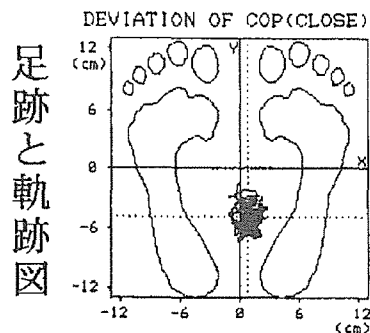 DEVIATION OF COP(CLOSE)
足跡と軌跡図
12
(cm)
6
0
-6
-12
Y
X
-12 -6 0 6 12
(cm)